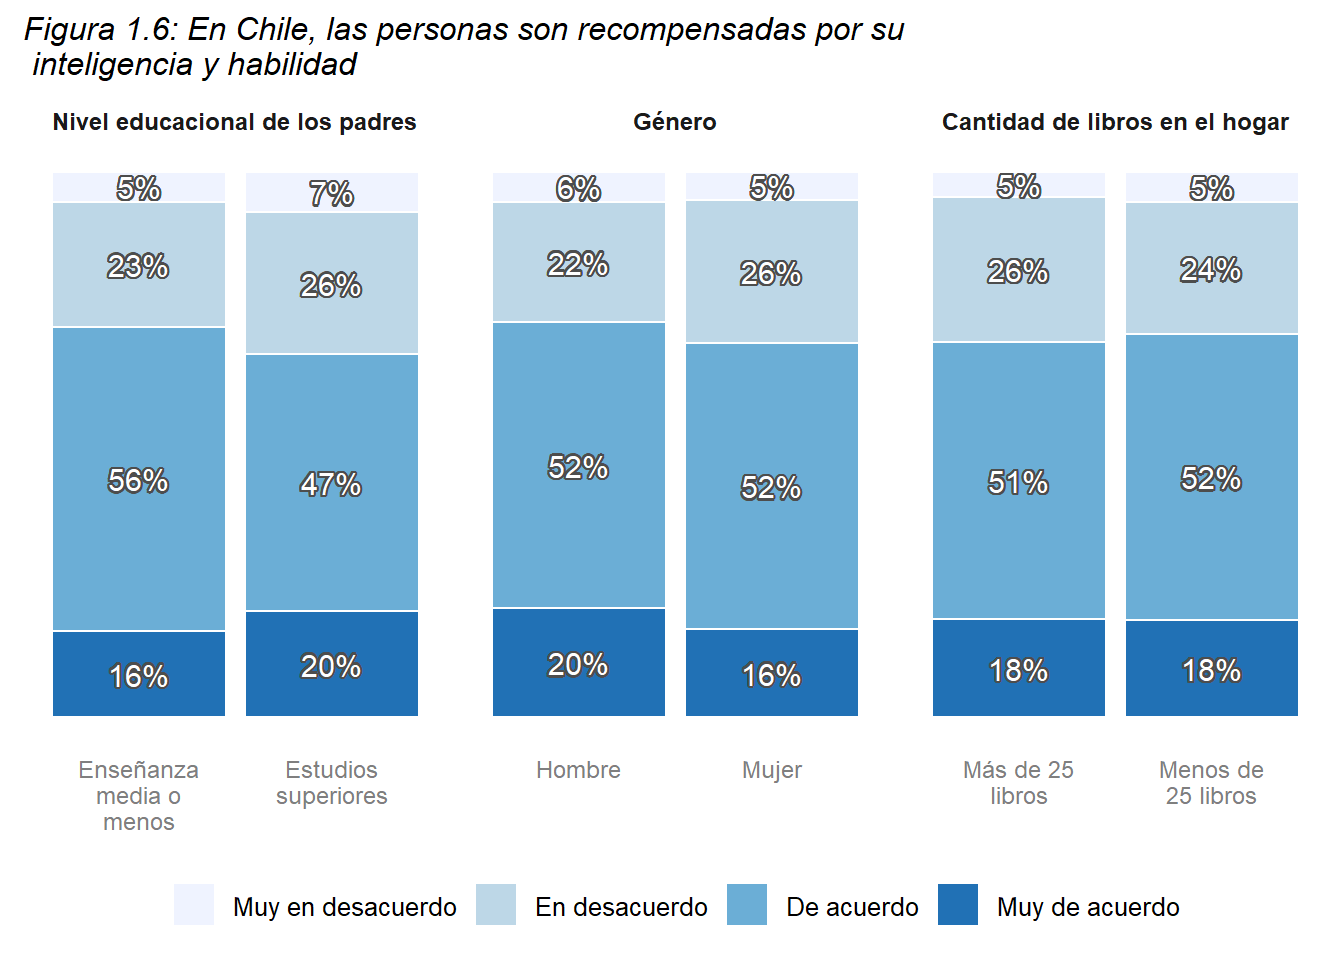 Figura 1.6: En Chile, las personas son recompensadas por su
inteligencia y habilidad
Nivel educacional de los padres
5%
7%
23%
26%
56%
47%
16%
20%
Enseñanza
media o
menos
Estudios
superiores
Género
6%
5%
22%
26%
52%
52%
20%
16%
Hombre
Mujer
Cantidad de libros en el hogar
5%
5%
26%
24%
51%
52%
18%
18%
Más de 25
libros
Menos de
25 libros
Muy en desacuerdo
En desacuerdo
De acuerdo
Muy de acuerdo